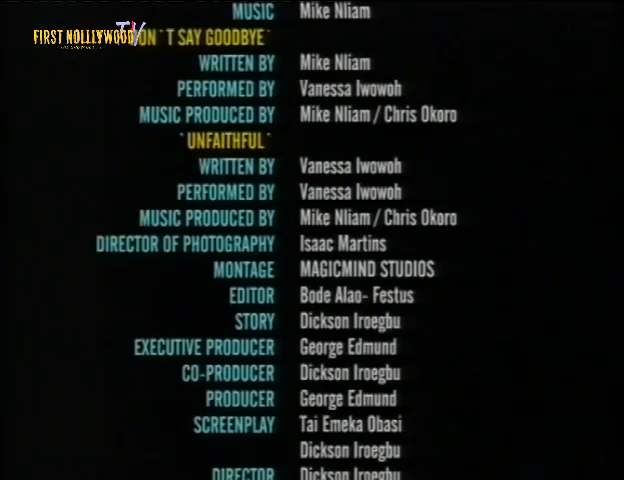 MUSIC Mike Nliam
FIRST NOLLYWOOD TV
ON'T SAY GOODBYE"
WRITTEN BY Mike Nliam
PERFORMED BY Vanessa Iwowoh
MUSIC PRODUCED BY Mike Nliam / Chris Okoro
"UNFAITHFUL"
WRITTEN BY Vanessa Iwowoh
PERFORMED BY Vanessa Iwowoh
MUSIC PRODUCED BY Mike Nliam / Chris Okoro
DIRECTOR OF PHOTOGRAPHY Isaac Martins
MONTAGE MAGICMIND STUDIOS
EDITOR Bode Alao- Festus
STORY Dickson Iroegbu
EXECUTIVE PRODUCER George Edmund
CO-PRODUCER Dickson Iroegbu
PRODUCER George Edmund
SCREENPLAY Tai Emeka Obasi
Dickson Iroegbu
DIRECTOR Dickson Iroegbu